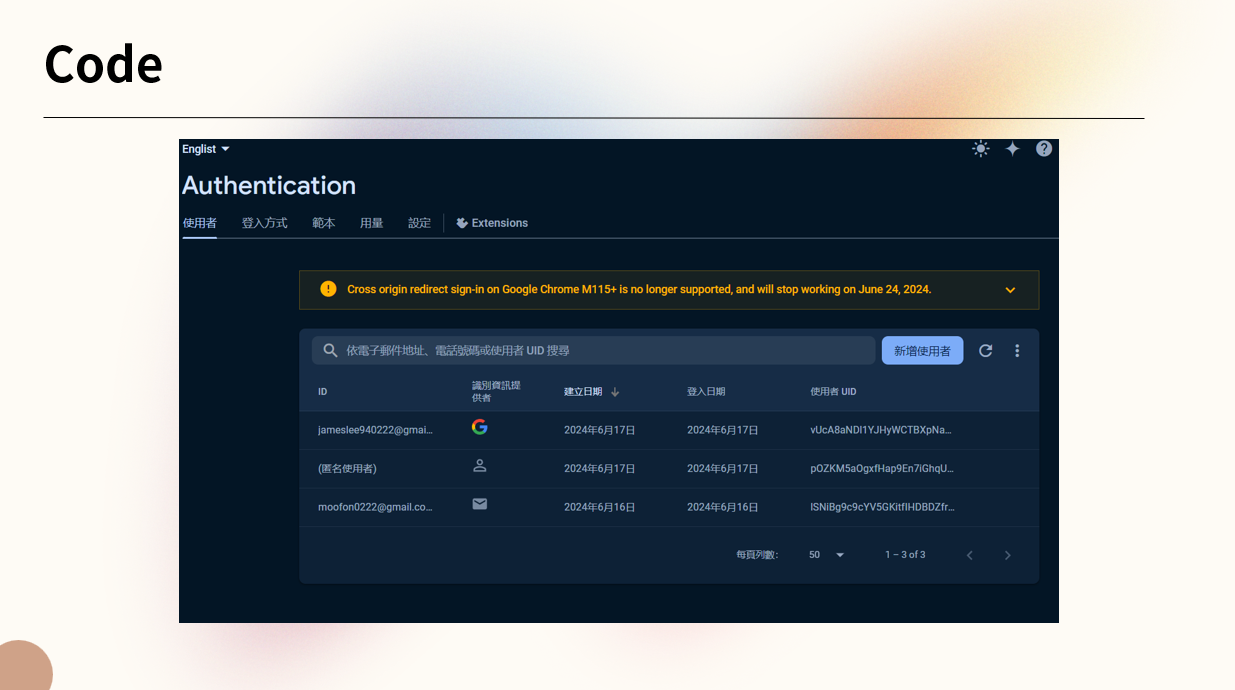 Code
Englist
Authentication
使用者 登入方式 範本 用量 設定 Extensions
Cross origin redirect sign-in on Google Chrome M115+ is no longer supported, and will stop working on June 24, 2024.
依電子郵件地址、電話號碼或使用者 UID 搜尋 新增使用者
ID 識別資訊提供者 建立日期 登入日期 使用者 UID
jameslee940222@gmai... 2024年6月17日 2024年6月17日 vUcA8aNDI1YJHyWCTBXpNa...
(匿名使用者) 2024年6月17日 2024年6月17日 pOZKM5aOgxfHap9En7iGhqU...
moofon0222@gmail.co... 2024年6月16日 2024年6月16日 ISNiBg9c9cYV5GKitfIHDBDZfr...
每頁列數: 50 1 – 3 of 3